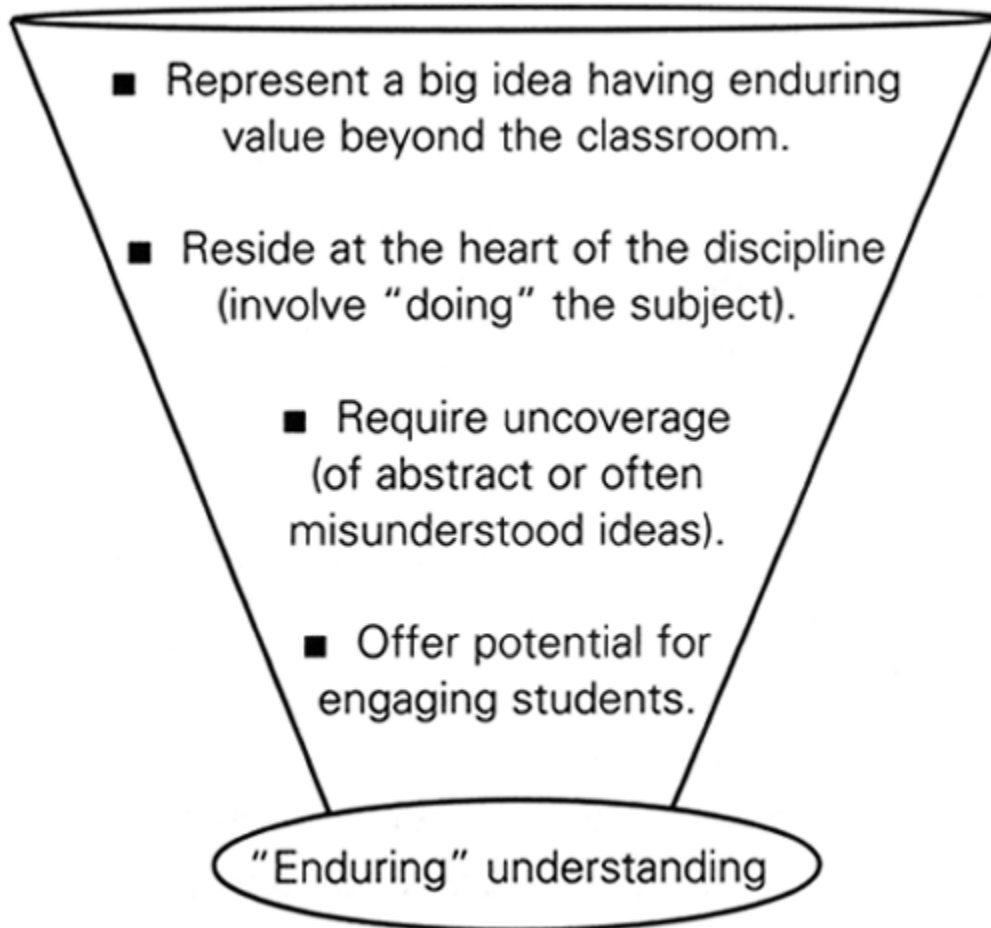 ■ Represent a big idea having enduring
value beyond the classroom.
■ Reside at the heart of the discipline
(involve “doing” the subject).
■ Require uncoverage
(of abstract or often
misunderstood ideas).
■ Offer potential for
engaging students.
“Enduring” understanding